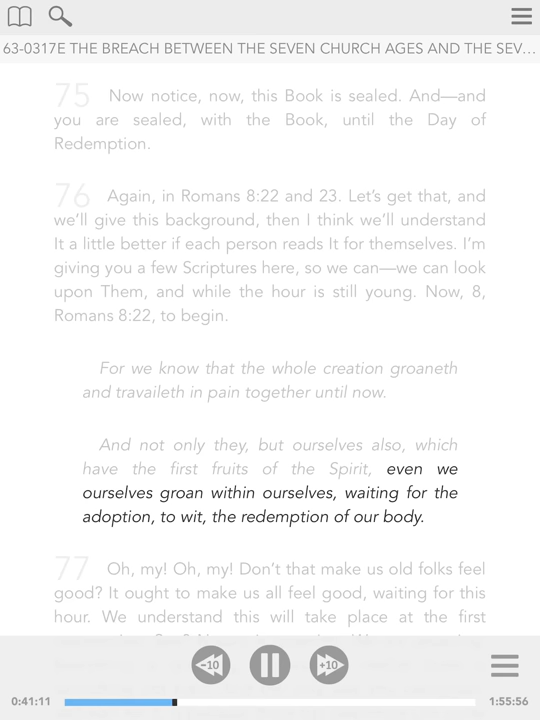 63-0317E THE BREACH BETWEEN THE SEVEN CHURCH AGES AND THE SEV...
75 Now notice, now, this Book is sealed. And—and
you are sealed, with the Book, until the Day of
Redemption.
76 Again, in Romans 8:22 and 23. Let's get that, and
we'll give this background, then I think we'll understand
It a little better if each person reads It for themselves. I'm
giving you a few Scriptures here, so we can—we can look
upon Them, and while the hour is still young. Now, 8,
Romans 8:22, to begin.
For we know that the whole creation groaneth
and travaileth in pain together until now.
And not only they, but ourselves also, which
have the first fruits of the Spirit, even we
ourselves groan within ourselves, waiting for the
adoption, to wit, the redemption of our body.
77 Oh, my! Oh, my! Don't that make us old folks feel
good? It ought to make us all feel good, waiting for this
hour. We understand this will take place at the first
-10 +10
0:41:11 1:55:56